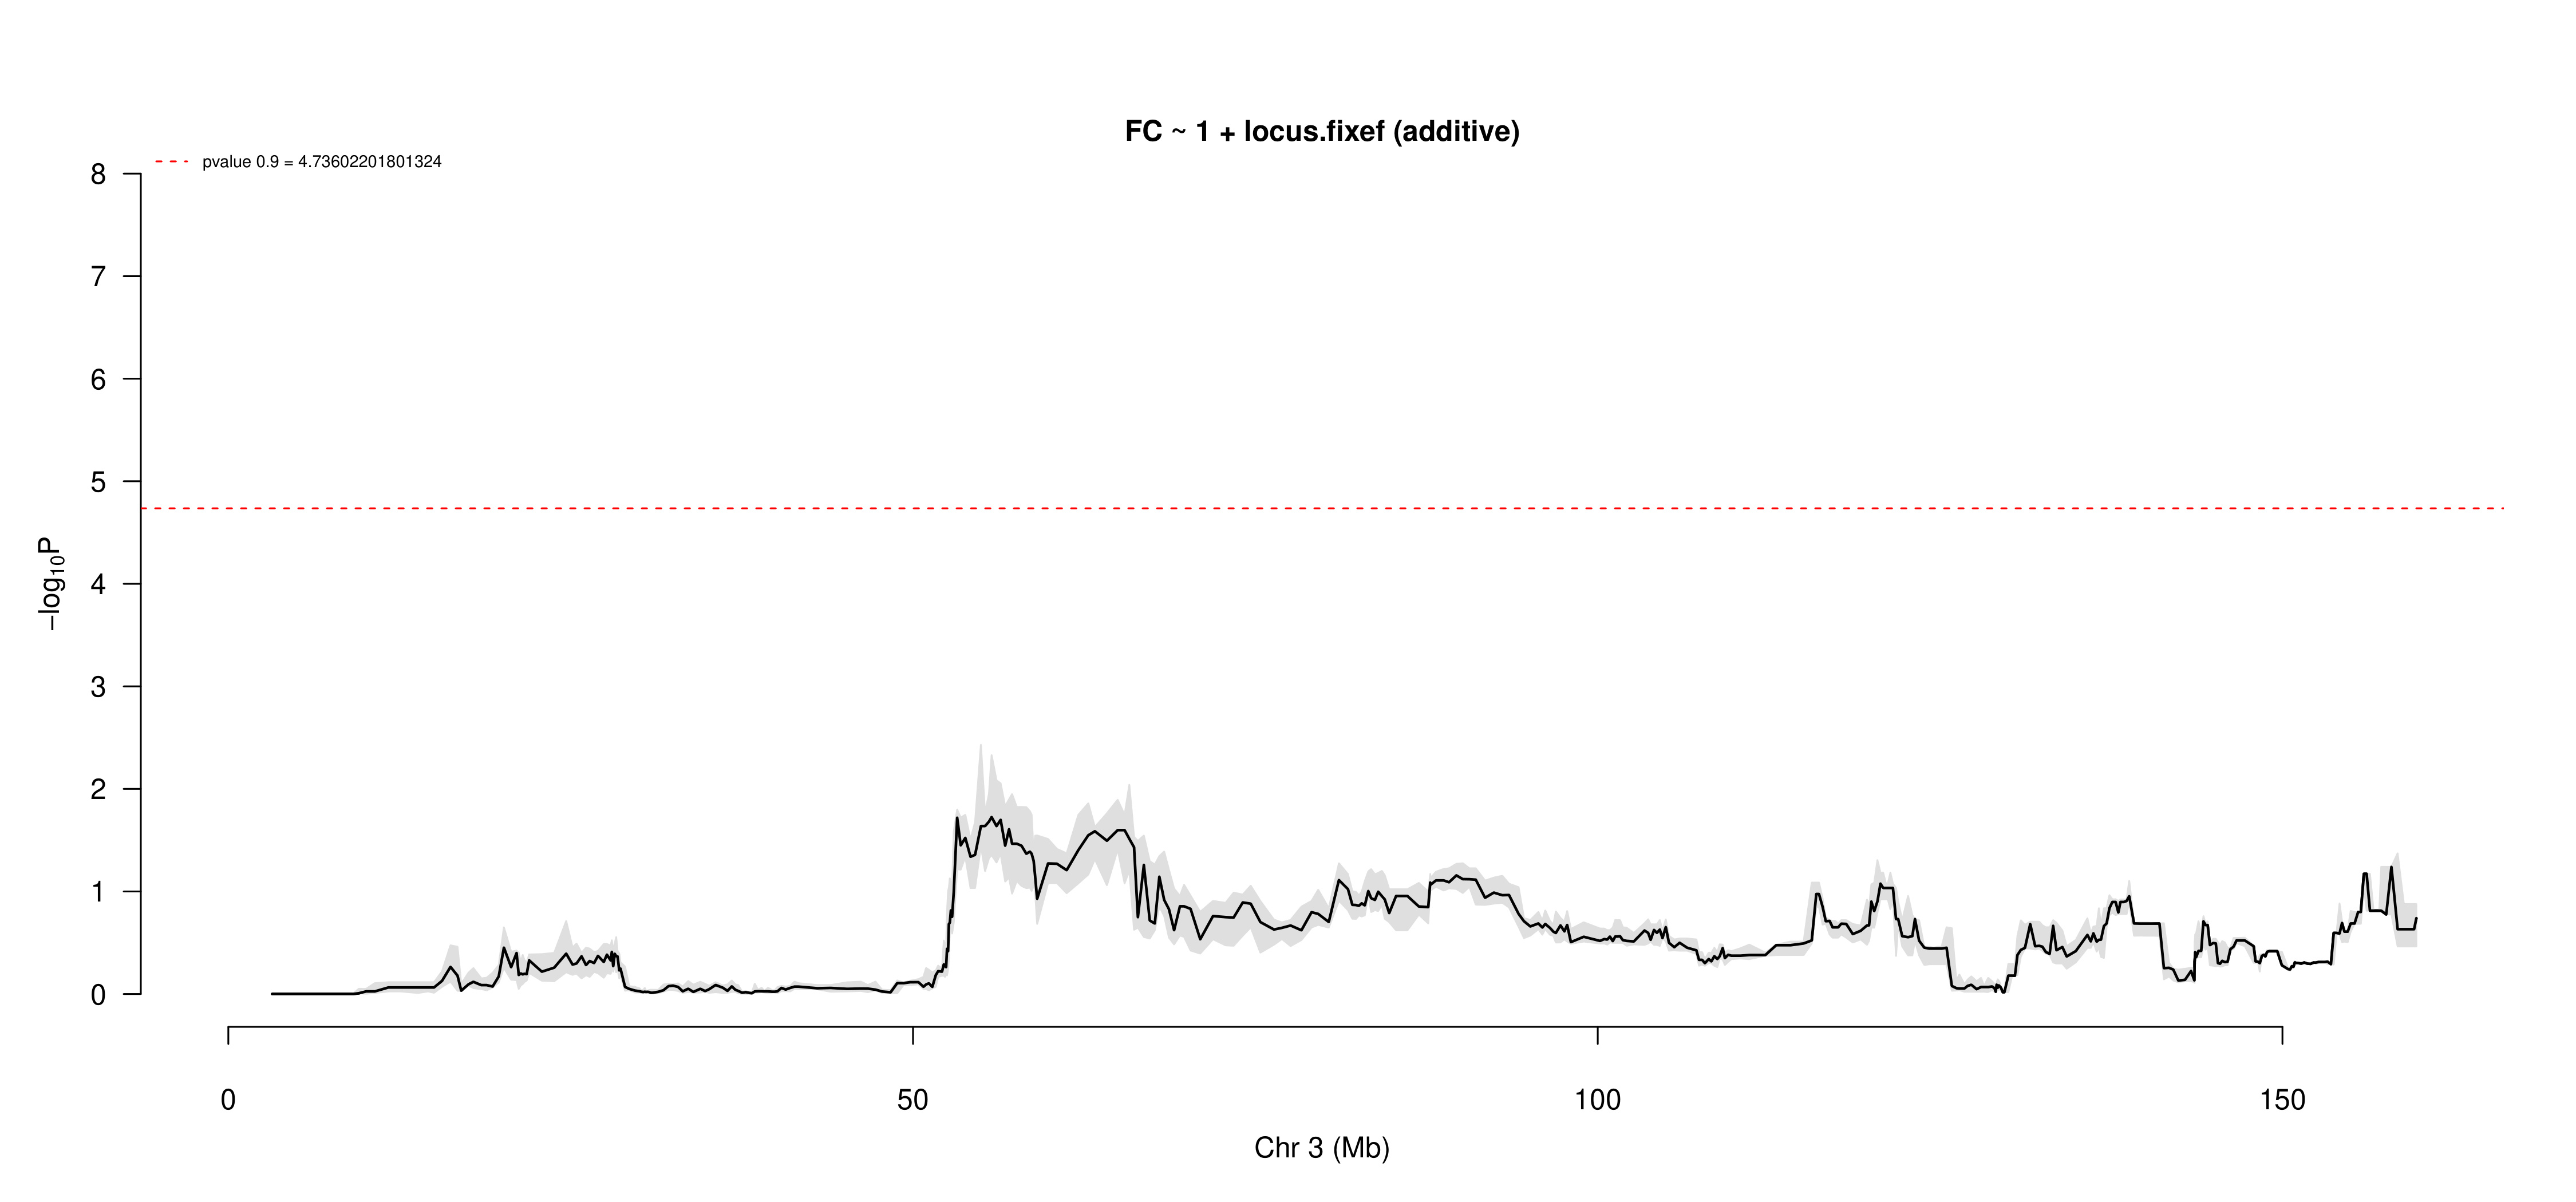 FC ~ 1 + locus.fixef (additive)
pvalue 0.9 = 4.73602201801324
8
7
6
5
4
3
2
1
0
−log10P
0 50 100 150
Chr 3 (Mb)